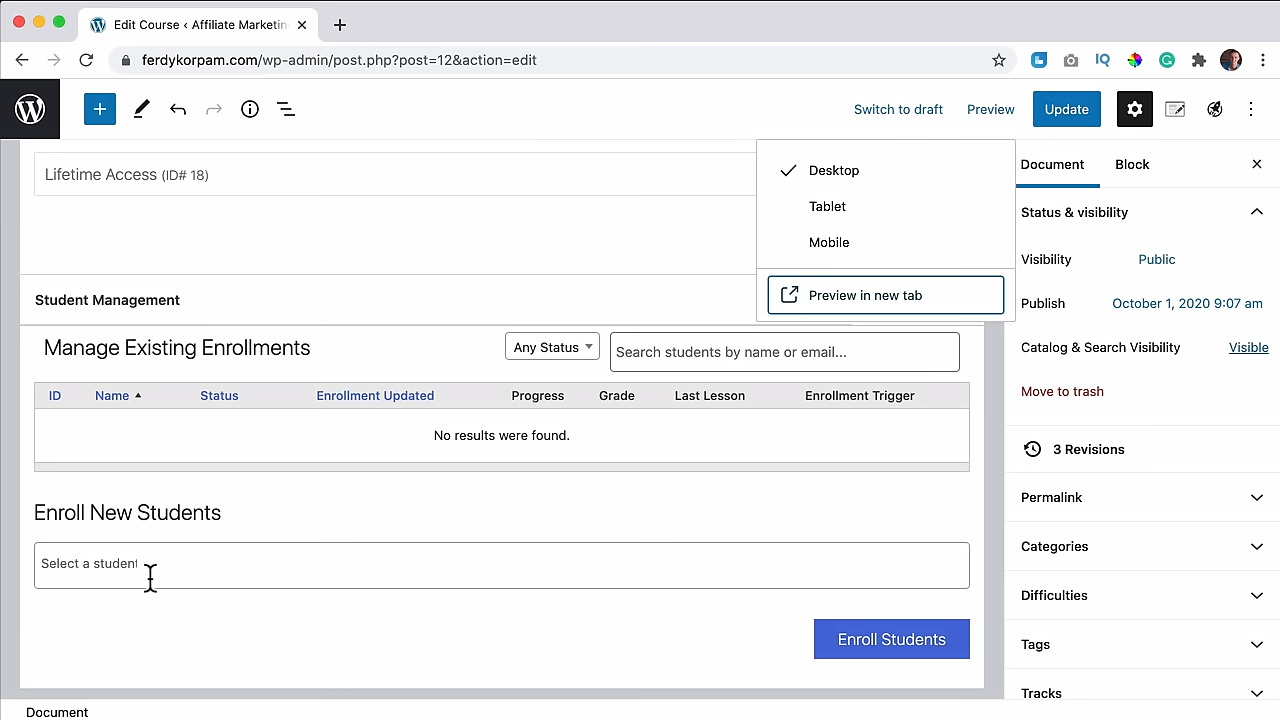 Edit Course ‹ Affiliate Marketin
ferdykorpam.com/wp-admin/post.php?post=12&action=edit
IQ
Switch to draft
Preview
Update
Lifetime Access (ID# 18)
Desktop
Tablet
Mobile
Preview in new tab
Document
Block
Status & visibility
Visibility
Public
Publish
October 1, 2020 9:07 am
Catalog & Search Visibility
Visible
Move to trash
3 Revisions
Permalink
Categories
Difficulties
Tags
Tracks
Student Management
Manage Existing Enrollments
Any Status
Search students by name or email...
ID
Name
Status
Enrollment Updated
Progress
Grade
Last Lesson
Enrollment Trigger
No results were found.
Enroll New Students
Select a student
Enroll Students
Document